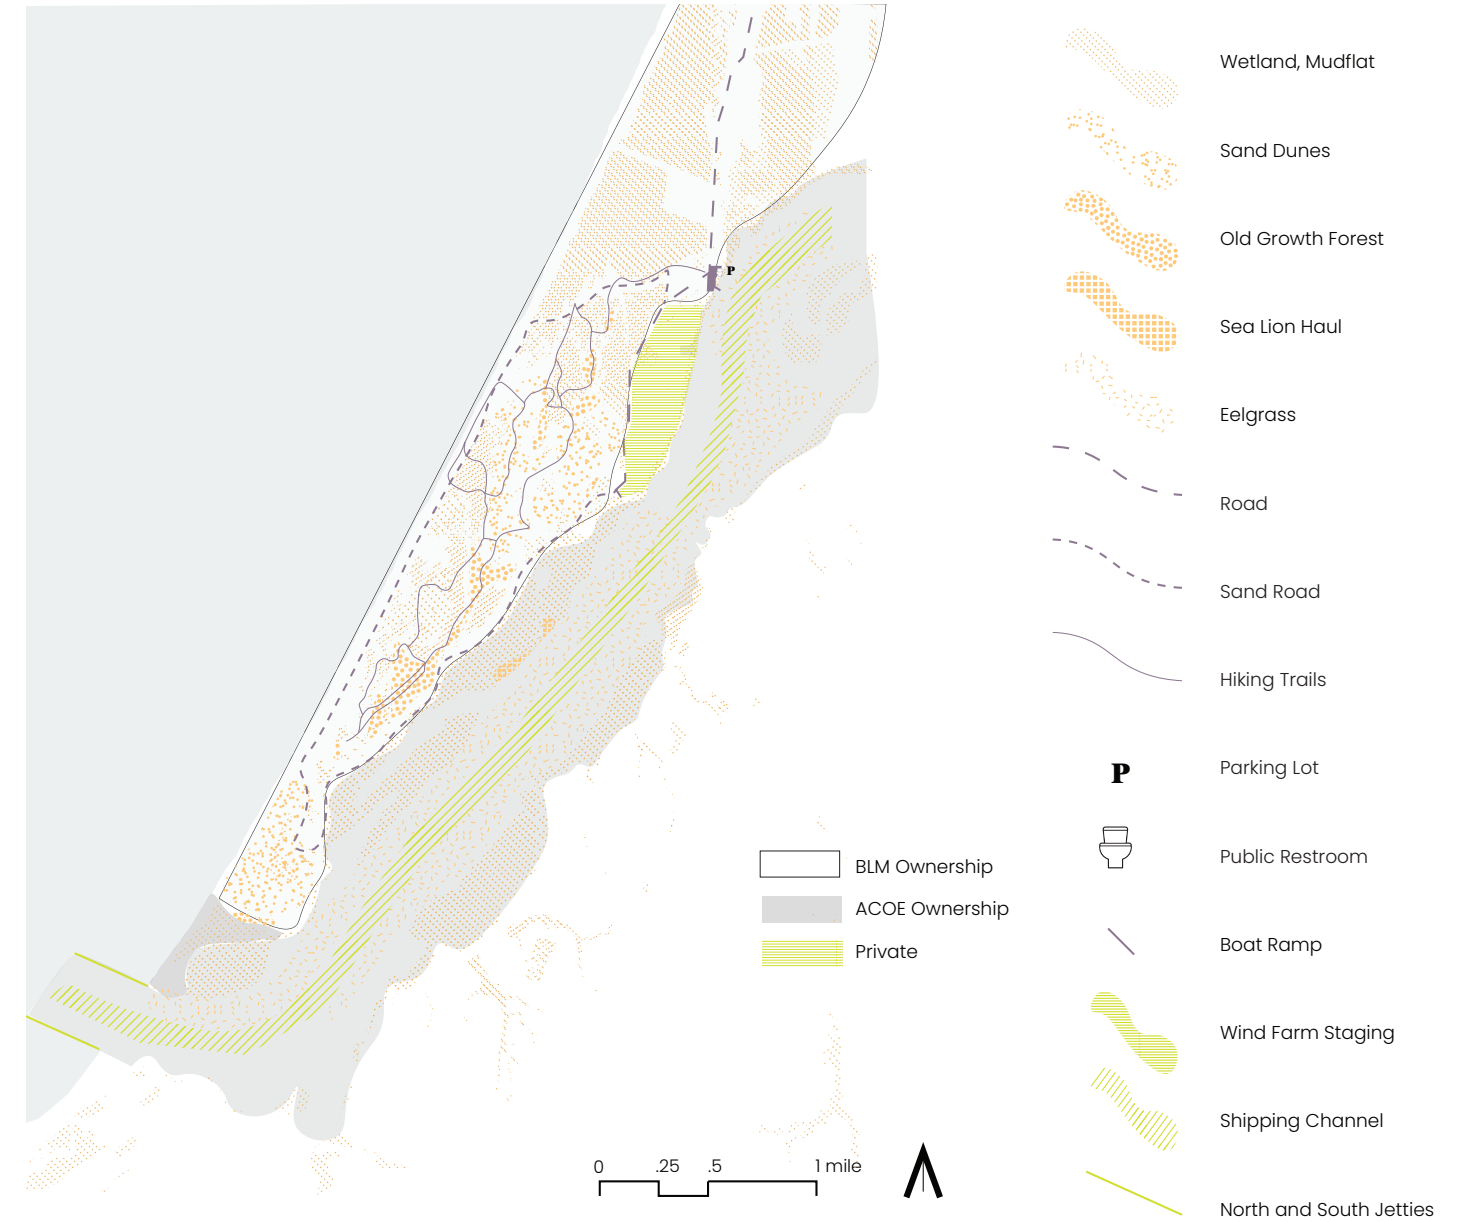 Wetland, Mudflat
Sand Dunes
P
Old Growth Forest
Sea Lion Haul
Eelgrass
Road
Sand Road
Hiking Trails
P Parking Lot
Public Restroom
BLM Ownership
ACOE Ownership
Private
Boat Ramp
Wind Farm Staging
Shipping Channel
0 .25 .5 1 mile
North and South Jetties